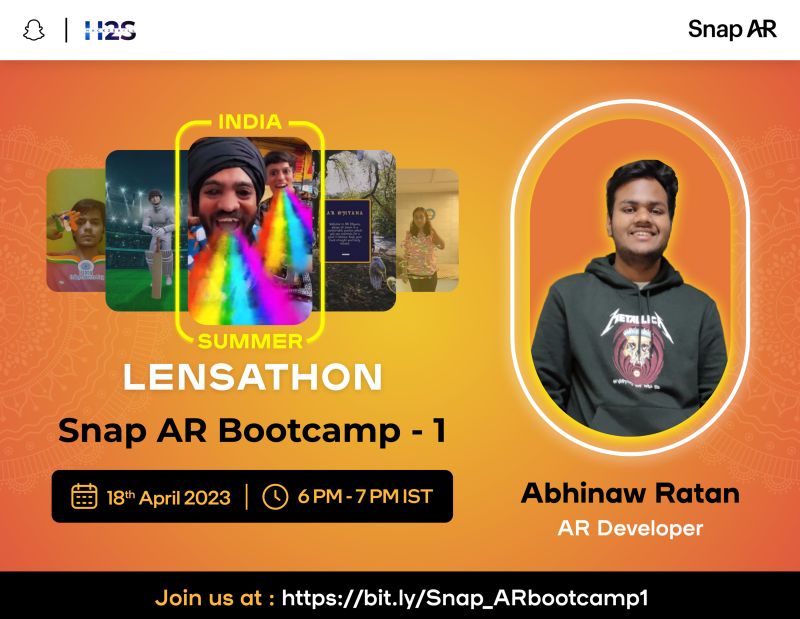 H2S
Snap AR
INDIA
SUMMER
LENSATHON
Snap AR Bootcamp - 1
18th April 2023 | 6 PM - 7 PM IST
METALLICA
Abhinaw Ratan
AR Developer
Join us at : https://bit.ly/Snap_ARbootcamp1